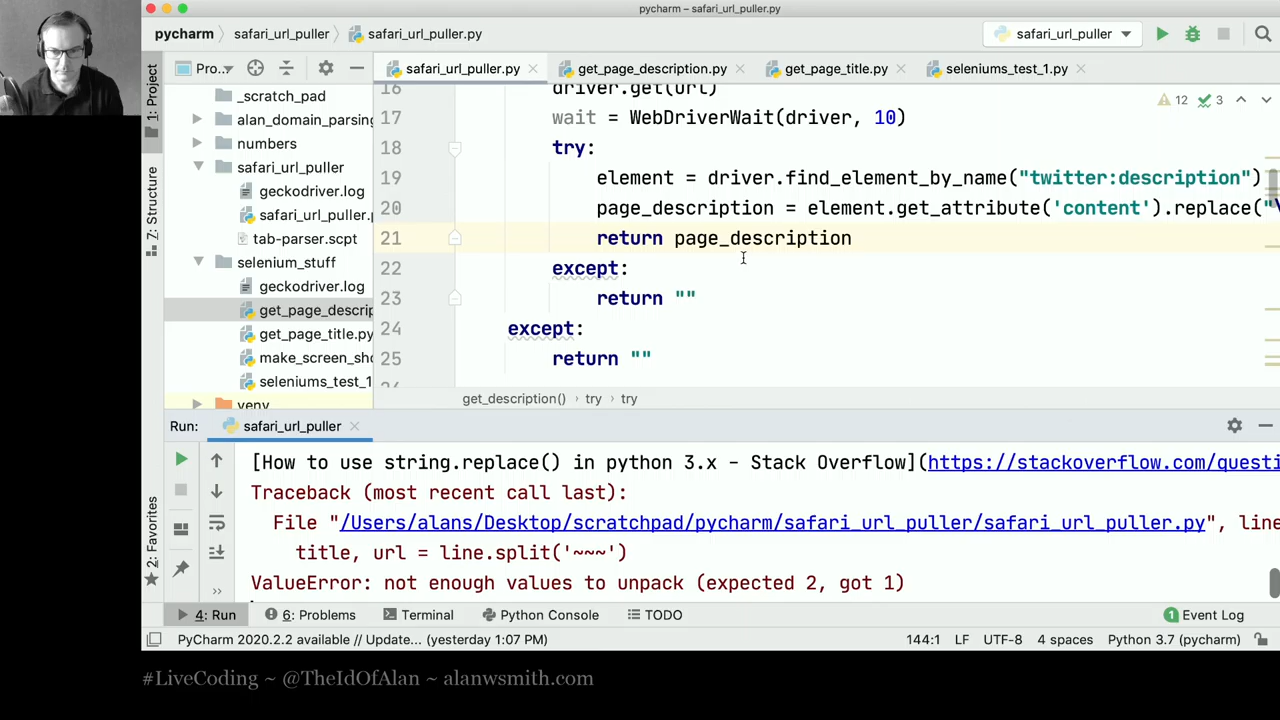 pycharm – safari_url_puller.py
pycharm safari_url_puller safari_url_puller.py safari_url_puller
1: Project
Pro... safari_url_puller.py get_page_description.py get_page_title.py seleniums_test_1.py
_scratch_pad
alan_domain_parsing
numbers
safari_url_puller
geckodriver.log
safari_url_puller.
tab-parser.scpt
selenium_stuff
geckodriver.log
get_page_descrip
get_page_title.py
make_screen_sho
seleniums_test_1
venv
7: Structure
2: Favorites
16 driver.get(url)
17 wait = WebDriverWait(driver, 10)
18 try:
19 element = driver.find_element_by_name("twitter:description")
20 page_description = element.get_attribute('content').replace("\
21 return page_description
22 except:
23 return ""
24 except:
25 return ""
26
12 3
get_description() › try › try
Run: safari_url_puller
[How to use string.replace() in python 3.x - Stack Overflow](https://stackoverflow.com/questi
Traceback (most recent call last):
File "/Users/alans/Desktop/scratchpad/pycharm/safari_url_puller/safari_url_puller.py", line
title, url = line.split('~~~')
ValueError: not enough values to unpack (expected 2, got 1)
4: Run 6: Problems Terminal Python Console TODO 1 Event Log
PyCharm 2020.2.2 available // Update... (yesterday 1:07 PM) 144:1 LF UTF-8 4 spaces Python 3.7 (pycharm)
#LiveCoding ~ @TheIdOfAlan ~ alanwsmith.com